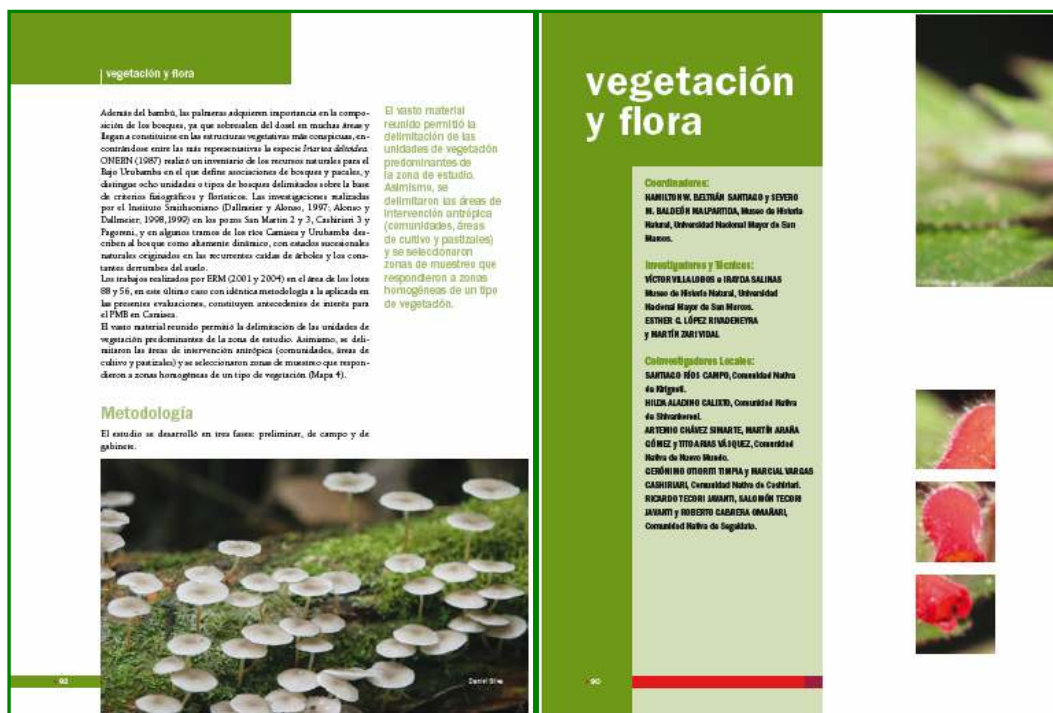 vegetación y flora
Además del bambú, las palmeras adquieren importancia en la compo-
sición de los bosques, ya que sobresalen del dosel en muchas áreas y
llegan a constituirse en las estructuras vegetativas más conspicuas, en-
contrándose entre las más representativas la especie Iriartea deltoidea.
ONERN (1987) realizó un inventario de los recursos naturales para el
Bajo Urubamba en el que define asociaciones de bosques y pacales, y
distingue ocho unidades o tipos de bosques delimitados sobre la base
de criterios fisiográficos y florísticos. Las investigaciones realizadas
por el Instituto Smithsoniano (Dallmeier y Alonso, 1997; Alonso y
Dallmeier, 1998,1999) en los pozos San Martin 2 y 3, Cashiriari 3 y
Pagoreni, y en algunos tramos de los ríos Camisea y Urubamba des-
criben al bosque como altamente dinámico, con estados sucesionales
naturales originados en las recurrentes caídas de árboles y los cons-
tantes derrumbes del suelo.
Los trabajos realizados por ERM (2001 y 2004) en el área de los lotes
88 y 56, en este último caso con idéntica metodología a la aplicada en
las presentes evaluaciones, constituyen antecedentes de interés para
el PMB en Camisea.
El vasto material reunido permitió la delimitación de las unidades de
vegetación predominantes de la zona de estudio. Asimismo, se deli-
mitaron las áreas de intervención antrópica (comunidades, áreas de
cultivo y pastizales) y se seleccionaron zonas de muestreo que respon-
dieron a zonas homogéneas de un tipo de vegetación (Mapa 4).
El vasto material
reunido permitió la
delimitación de las
unidades de vegetación
predominantes de
la zona de estudio.
Asimismo, se
delimitaron las áreas de
intervención antrópica
(comunidades, áreas
de cultivo y pastizales)
y se seleccionaron
zonas de muestreo que
respondieron a zonas
homogéneas de un tipo
de vegetación.
Metodología
El estudio se desarrolló en tres fases: preliminar, de campo y de
gabinete.
92
Daniel Silva
vegetación
y flora
Coordinadores:
HAMILTON W. BELTRÁN SANTIAGO y SEVERO
M. BALDEÓN MALPARTIDA, Museo de Historia
Natural, Universidad Nacional Mayor de San
Marcos.
Investigadores y Técnicos:
VÍCTOR VILLALOBOS e IRAYDA SALINAS
Museo de Historia Natural, Universidad
Nacional Mayor de San Marcos.
ESTHER G. LÓPEZ RIVADENEYRA
y MARTÍN ZARI VIDAL
Coinvestigadores Locales:
SANTIAGO RÍOS CAMPO, Comunidad Nativa
de Kirigueti.
HILDA ALADINO CALIXTO, Comunidad Nativa
de Shivankoreni.
ARTEMIO CHÁVEZ SIMARTE, MARTÍN ARAÑA
GÓMEZ y TITO ARIAS VÁSQUEZ, Comunidad
Nativa de Nuevo Mundo.
GERÓNIMO OTIORITI TIMPIA y MARCIAL VARGAS
CASHIRIARI, Comunidad Nativa de Cashiriari.
RICARDO TECORI JAVANTI, SALOMÓN TECORI
JAVANTI y ROBERTO CABRERA OMAÑARI,
Comunidad Nativa de Segakiato.
90